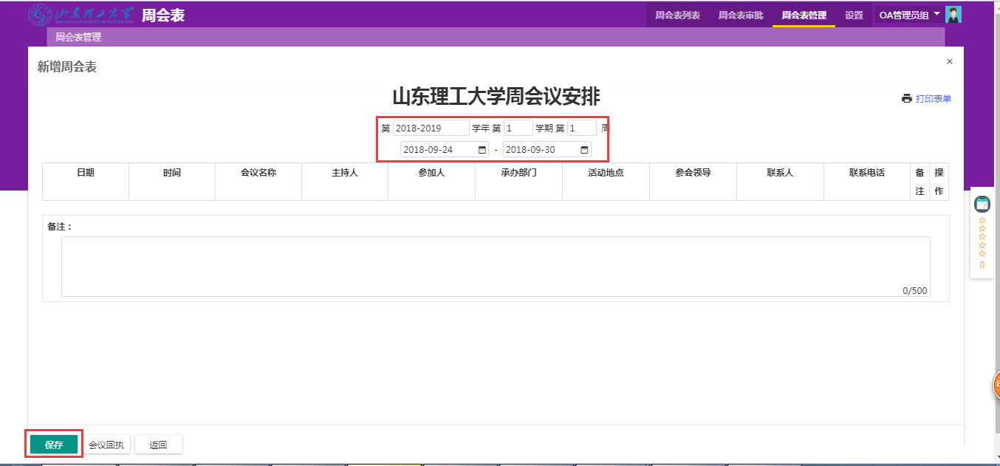 山东理工大学 周会表 周会表列表 周会表审批 周会表管理 设置 OA管理员组
周会表管理
新增周会表 ×
山东理工大学周会议安排
打印表单
第 2018-2019 学年 第 1 学期 第 1 周
2018-09-24 - 2018-09-30
日期 时间 会议名称 主持人 参加人 承办部门 活动地点 参会领导 联系人 联系电话 备注 操作
备注：
0/500
0
保存 会议回执 返回